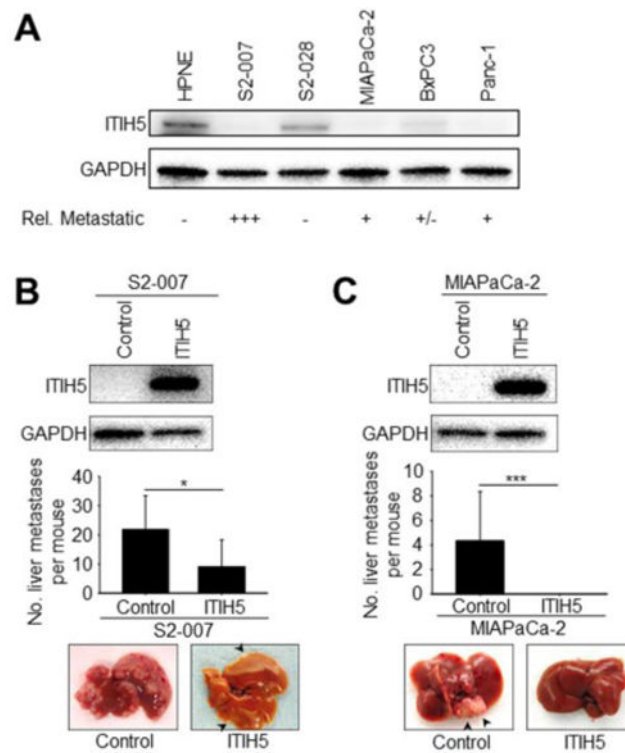 A
HPNE
S2-007
S2-028
MIAPaCa-2
BxPC3
Panc-1
ITIH5
GAPDH
Rel. Metastatic - +++ - + +/- +
B
S2-007
Control
ITIH5
ITIH5
GAPDH
No. liver metastases
per mouse
40
30
20
10
0
*
Control ITIH5
S2-007
Control ITIH5
C
MIAPaCa-2
Control
ITIH5
ITIH5
GAPDH
No. liver metastases
per mouse
10
8
6
4
2
0
***
Control ITIH5
MIAPaCa-2
Control ITIH5